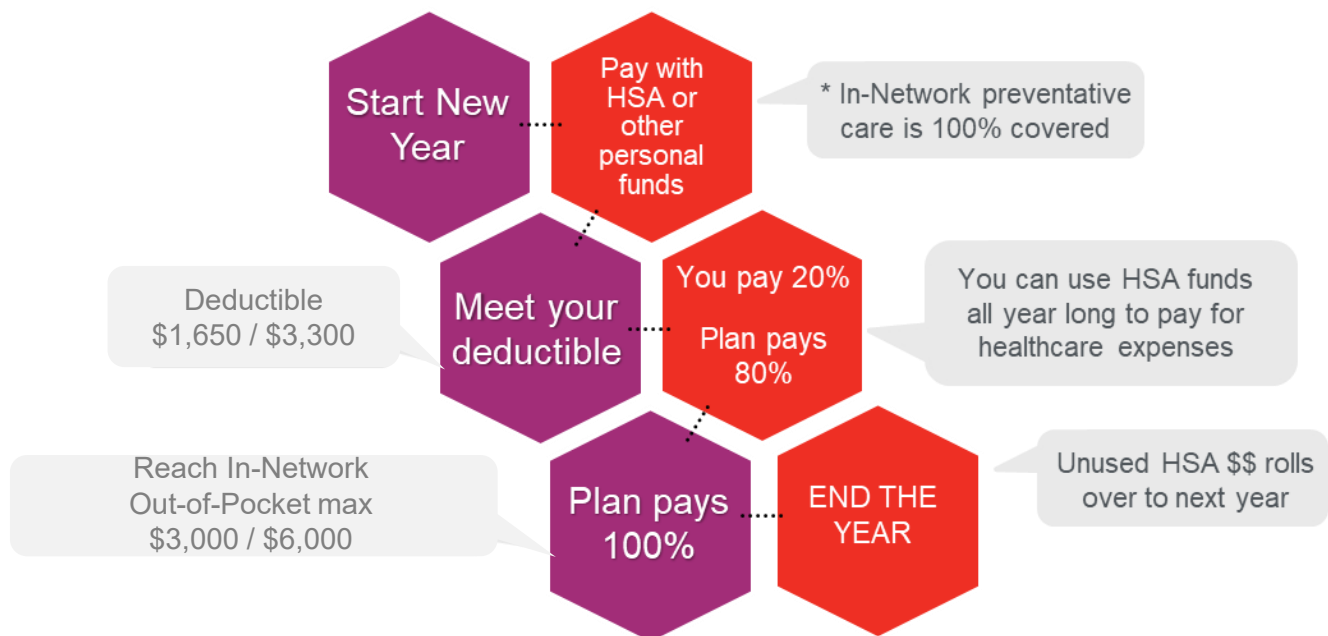 Start New
Year
Pay with
HSA or
other
personal
funds
* In-Network preventative
care is 100% covered
Deductible
$1,650 / $3,300
Meet your
deductible
You pay 20%
Plan pays
80%
You can use HSA funds
all year long to pay for
healthcare expenses
Reach In-Network
Out-of-Pocket max
$3,000 / $6,000
Plan pays
100%
END THE
YEAR
Unused HSA $$ rolls
over to next year